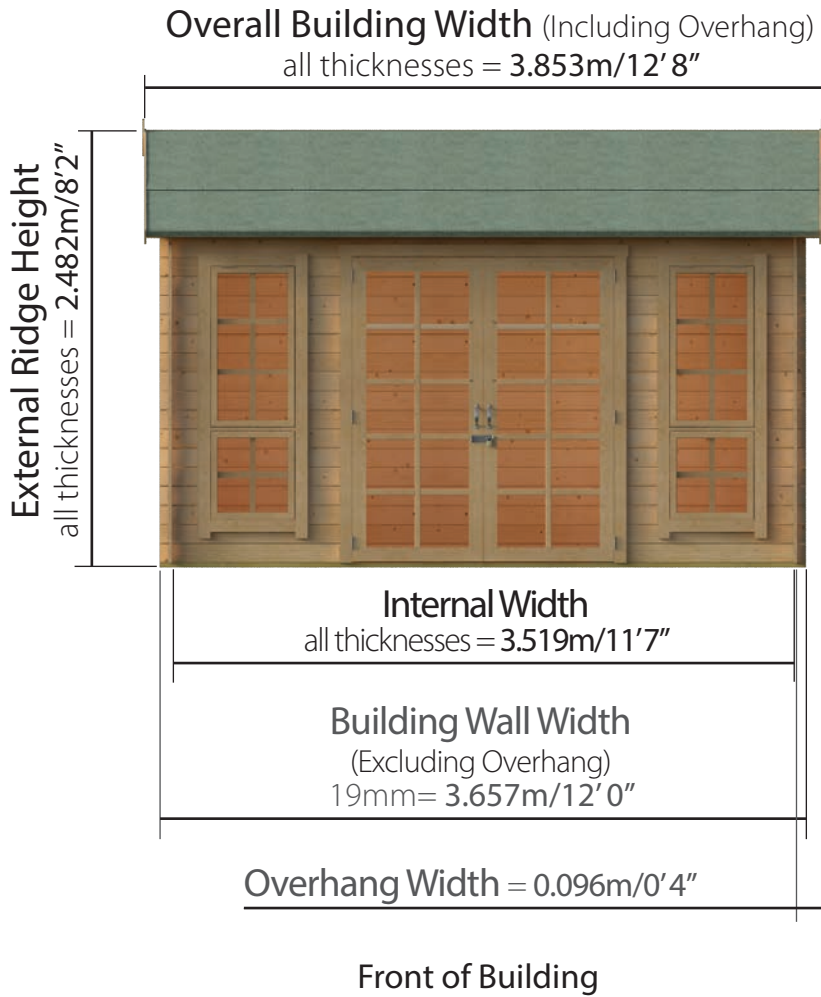 Overall Building Width (Including Overhang)
all thicknesses = 3.853m/12’ 8”
External Ridge Height
all thicknesses = 2.482m/8’2”
Internal Width
all thicknesses = 3.519m/11’7”
Building Wall Width
(Excluding Overhang)
19mm= 3.657m/12’ 0”
Overhang Width = 0.096m/0’ 4”
Front of Building